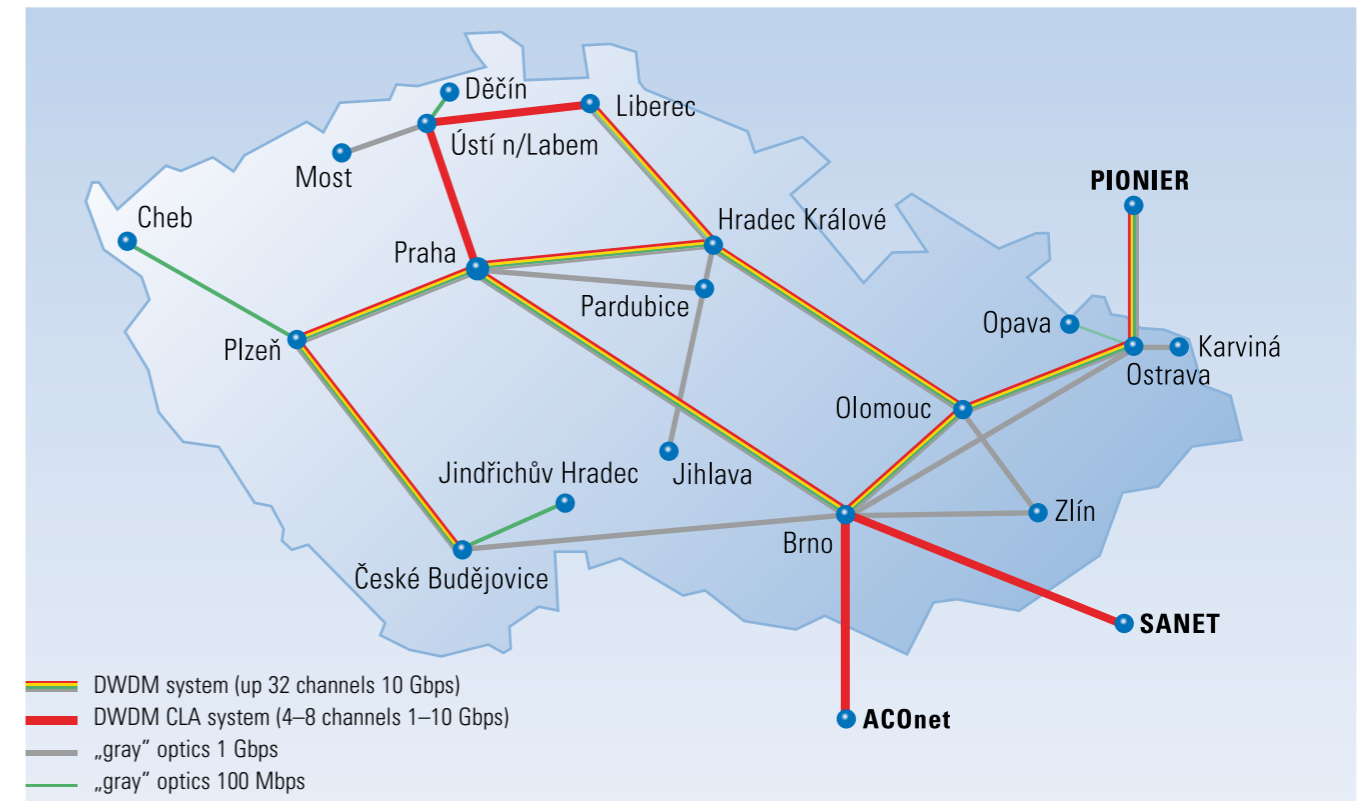 Děčín
Liberec
Ústí n/Labem
Most
PIONIER
Cheb
Hradec Králové
Praha
Pardubice
Opava
Plzeň
Karviná
Ostrava
Olomouc
Jindřichův Hradec
Jihlava
Zlín
Brno
České Budějovice
SANET
DWDM system (up 32 channels 10 Gbps)
DWDM CLA system (4–8 channels 1–10 Gbps)
ACOnet
„gray” optics 1 Gbps
„gray” optics 100 Mbps